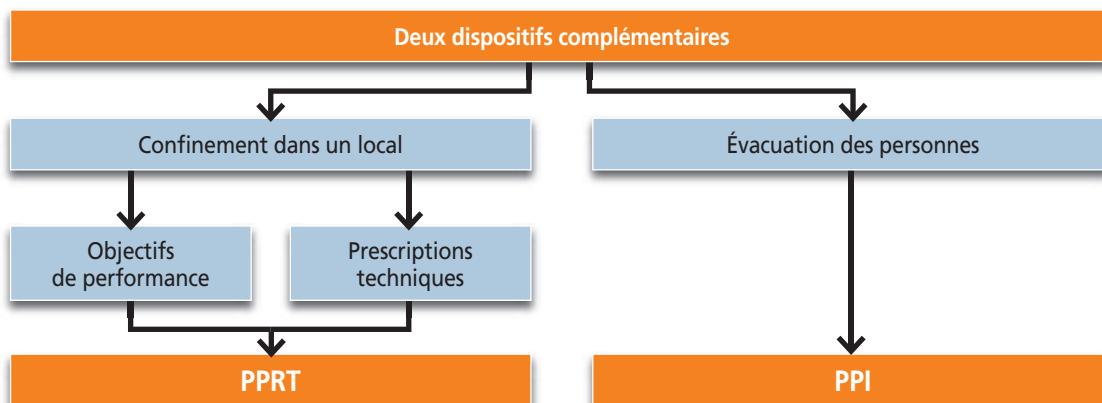 Deux dispositifs complémentaires
Confinement dans un local
Évacuation des personnes
Objectifs
de performance
Prescriptions
techniques
PPRT
PPI